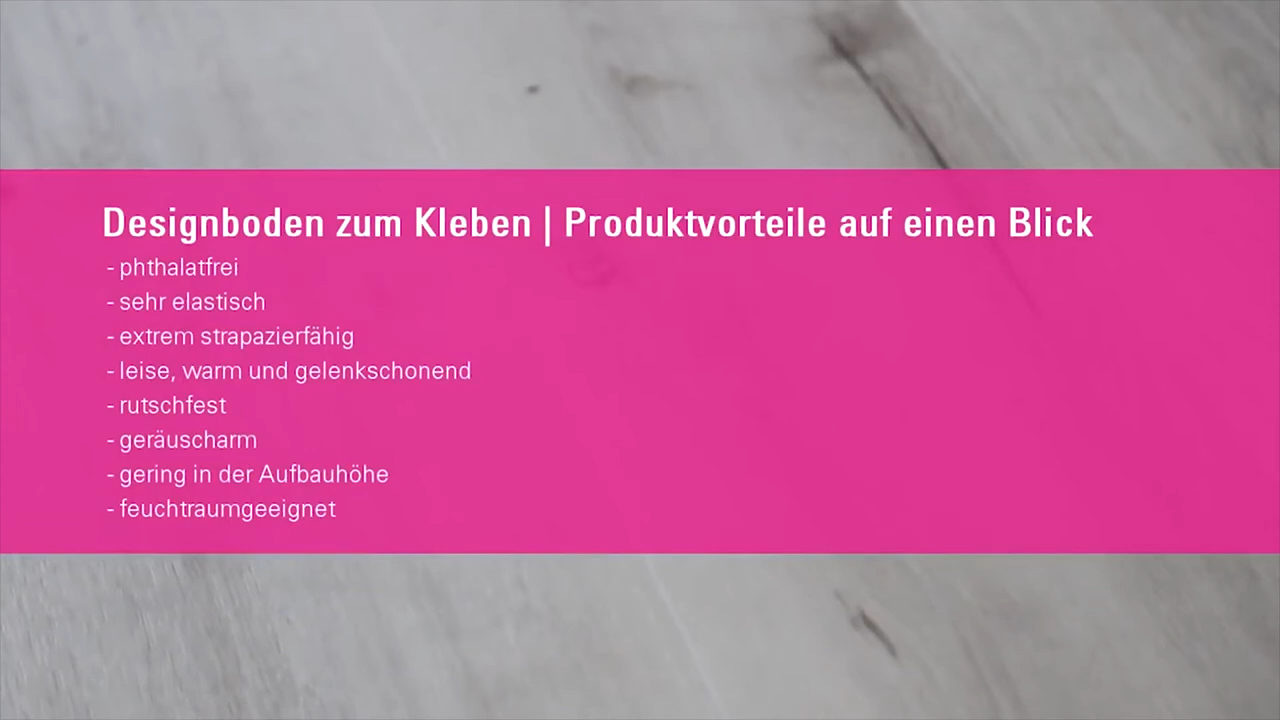 Designboden zum Kleben | Produktvorteile auf einen Blick
- phthalatfrei
- sehr elastisch
- extrem strapazierfähig
- leise, warm und gelenkschonend
- rutschfest
- geräuscharm
- gering in der Aufbauhöhe
- feuchtraumgeeignet